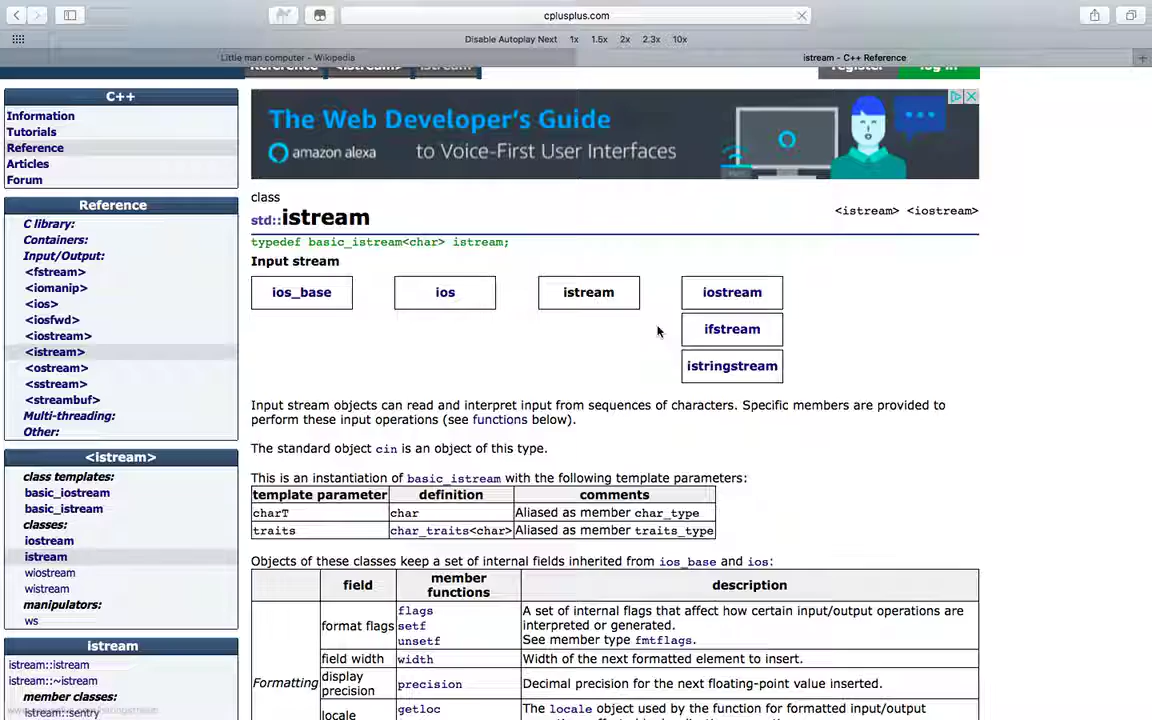 cplusplus.com
Disable Autoplay Next 1x 1.5x 2x 2.3x 10x
Little man computer - Wikipedia
istream - C++ Reference
Reference <istream> istream
register log in
C++
Information
Tutorials
Reference
Articles
Forum
Reference
C library:
Containers:
Input/Output:
<fstream>
<iomanip>
<ios>
<iosfwd>
<iostream>
<istream>
<ostream>
<sstream>
<streambuf>
Multi-threading:
Other:
<istream>
class templates:
basic_iostream
basic_istream
classes:
iostream
istream
wiostream
wistream
manipulators:
ws
istream
istream::istream
istream::~istream
member classes:
istream::sentry
The Web Developer's Guide
amazon alexa to Voice-First User Interfaces
class
std::istream
<istream> <iostream>
typedef basic_istream<char> istream;
Input stream
ios_base ios istream iostream
ifstream
istringstream
Input stream objects can read and interpret input from sequences of characters. Specific members are provided to
perform these input operations (see functions below).
The standard object cin is an object of this type.
This is an instantiation of basic_istream with the following template parameters:
template parameter definition comments
charT char Aliased as member char_type
traits char_traits<char> Aliased as member traits_type
Objects of these classes keep a set of internal fields inherited from ios_base and ios:
field member functions description
Formatting
format flags
flags
setf
unsetf
A set of internal flags that affect how certain input/output operations are
interpreted or generated.
See member type fmtflags.
field width width Width of the next formatted element to insert.
display
precision
precision Decimal precision for the next floating-point value inserted.
locale
getloc
The locale object used by the function for formatted input/output